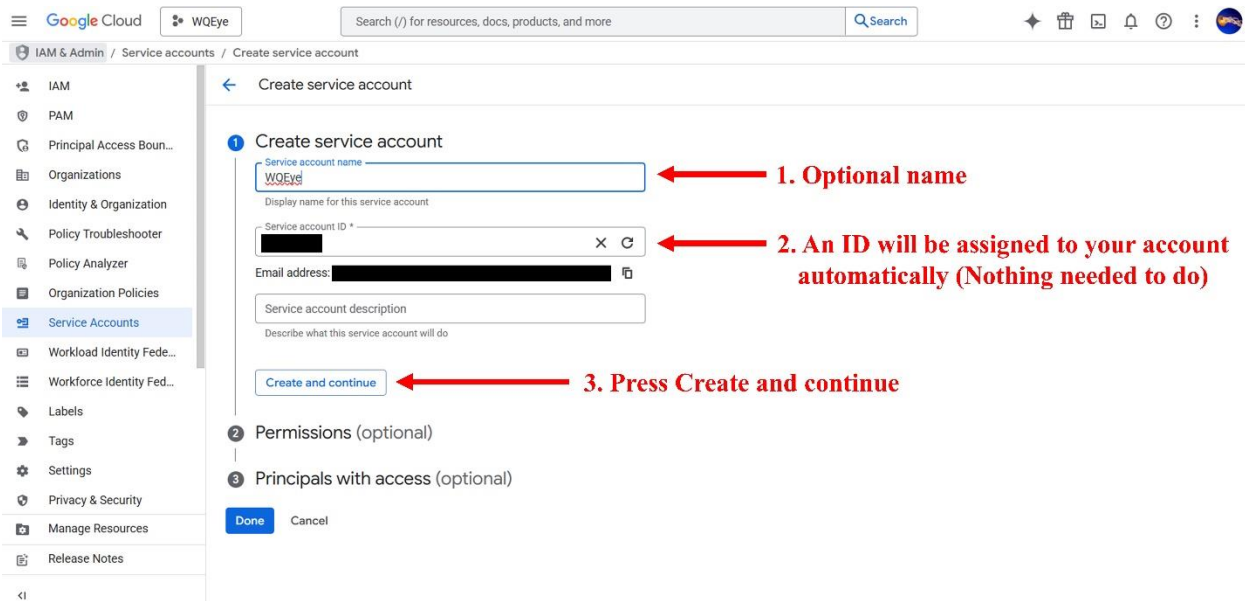 Google Cloud
WQEye
Search (/) for resources, docs, products, and more
Search
IAM & Admin / Service accounts / Create service account
IAM
PAM
Principal Access Boun...
Organizations
Identity & Organization
Policy Troubleshooter
Policy Analyzer
Organization Policies
Service Accounts
Workload Identity Fede...
Workforce Identity Fed...
Labels
Tags
Settings
Privacy & Security
Manage Resources
Release Notes
Create service account
1 Create service account
Service account name
WQEye
Display name for this service account
1. Optional name
Service account ID *
2. An ID will be assigned to your account
automatically (Nothing needed to do)
Email address:
Service account description
Describe what this service account will do
Create and continue
3. Press Create and continue
2 Permissions (optional)
3 Principals with access (optional)
Done Cancel